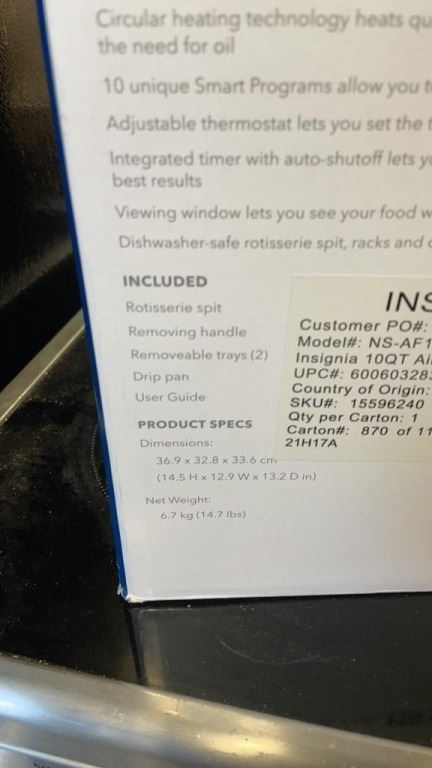 Circular heating technology heats
the need for oil
10 unique Smart Programs allow you
Adjustable thermostat lets you set the
Integrated timer with auto-shutoff lets
best results
Viewing window lets you see your food
Dishwasher-safe rotisserie spit, racks and
INCLUDED
Rotisserie spit
Removing handle
Removeable trays (2)
Drip pan
User Guide
PRODUCT SPECS
Dimensions:
36.9 x 32.8 x 33.6 cm
(14.5 H x 12.9 W x 13.2 D in)
Net Weight:
6.7 kg (14.7 lbs)
INS
Customer PO#:
Model#: NS-AF1
Insignia 10QT
UPC#: 60060328
Country of Origin:
SKU#: 15596240
Qty per Carton: 1
Carton#: 870 of 11
21H17A